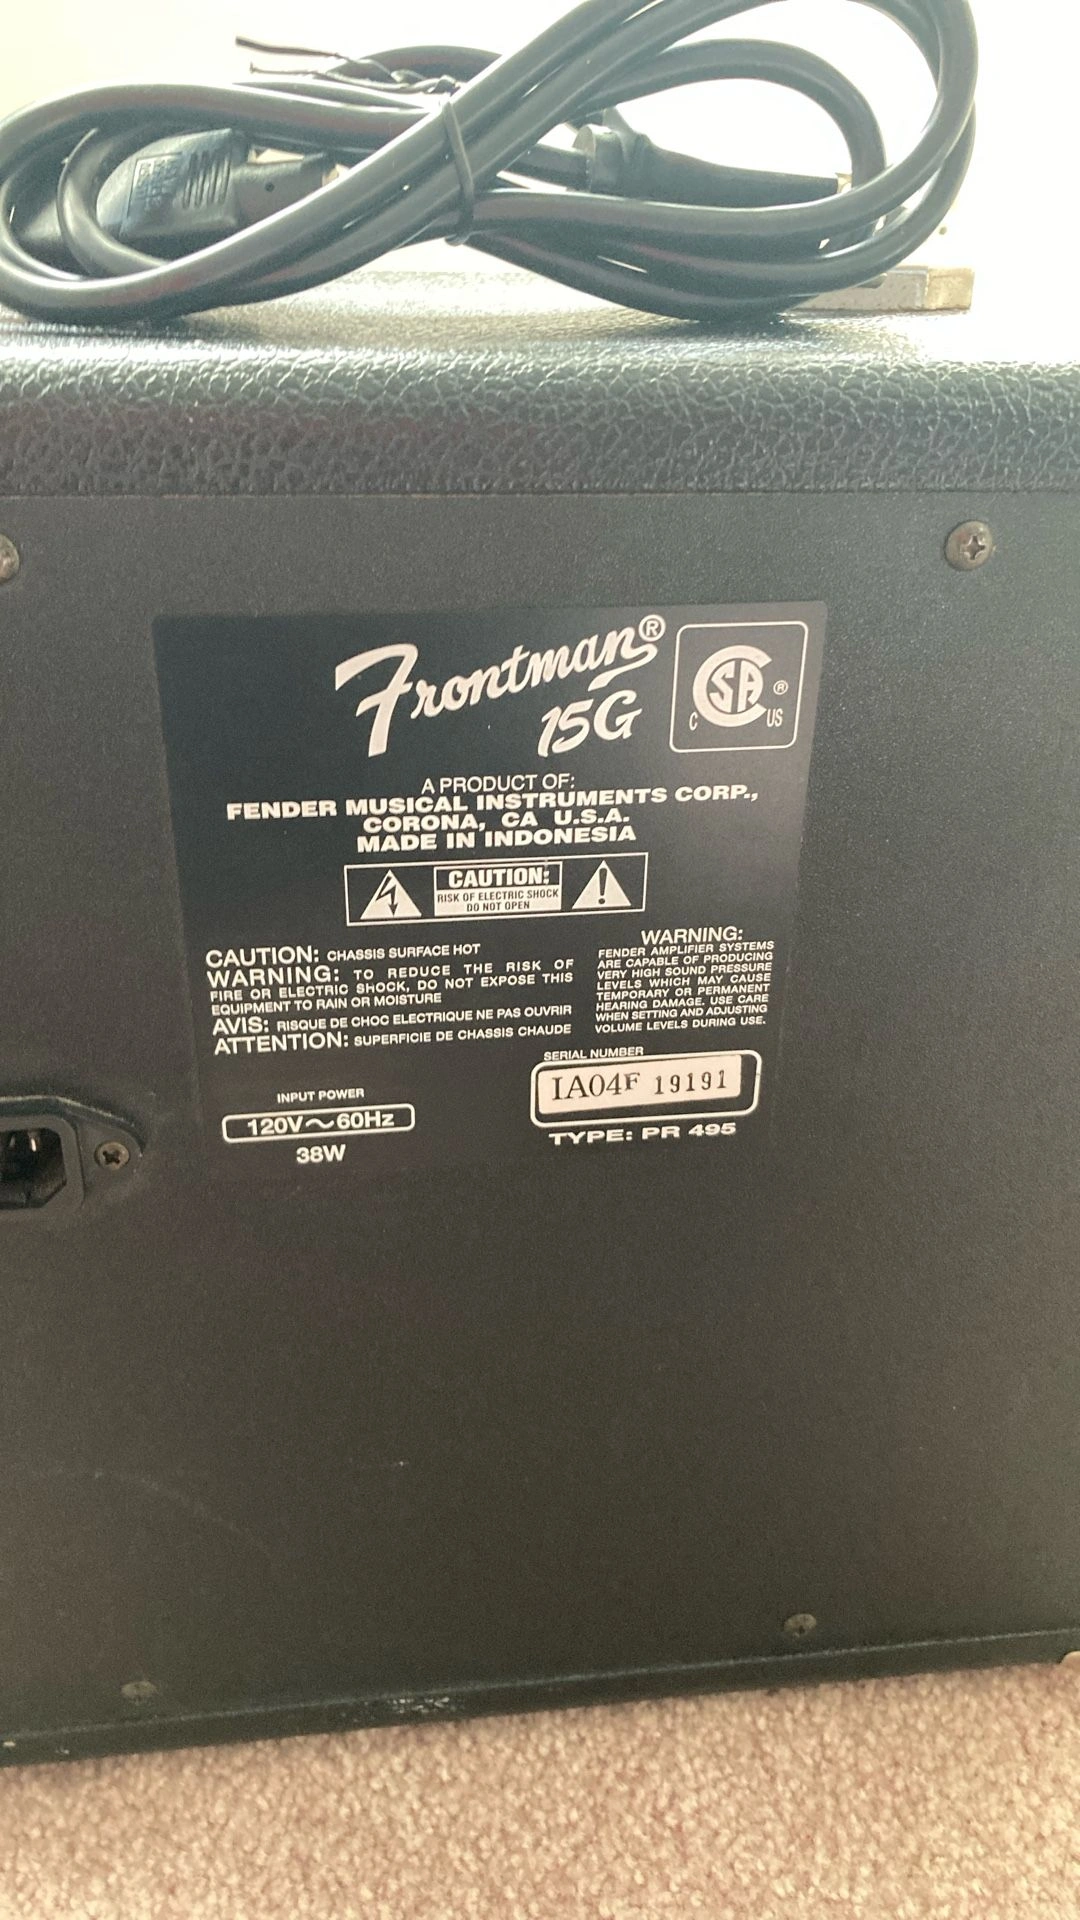 Frontman®
15G
C SA ® US
A PRODUCT OF:
FENDER MUSICAL INSTRUMENTS CORP.,
CORONA, CA U.S.A.
MADE IN INDONESIA
CAUTION:
RISK OF ELECTRIC SHOCK
DO NOT OPEN
CAUTION: CHASSIS SURFACE HOT
WARNING: TO REDUCE THE RISK OF
FIRE OR ELECTRIC SHOCK, DO NOT EXPOSE THIS
EQUIPMENT TO RAIN OR MOISTURE
AVIS: RISQUE DE CHOC ELECTRIQUE NE PAS OUVRIR
ATTENTION: SUPERFICIE DE CHASSIS CHAUDE
WARNING:
FENDER AMPLIFIER SYSTEMS
ARE CAPABLE OF PRODUCING
VERY HIGH SOUND PRESSURE
LEVELS WHICH MAY CAUSE
TEMPORARY OR PERMANENT
HEARING DAMAGE. USE CARE
WHEN SETTING AND ADJUSTING
VOLUME LEVELS DURING USE.
INPUT POWER
120V～60Hz
38W
SERIAL NUMBER
IA04F 19191
TYPE: PR 495